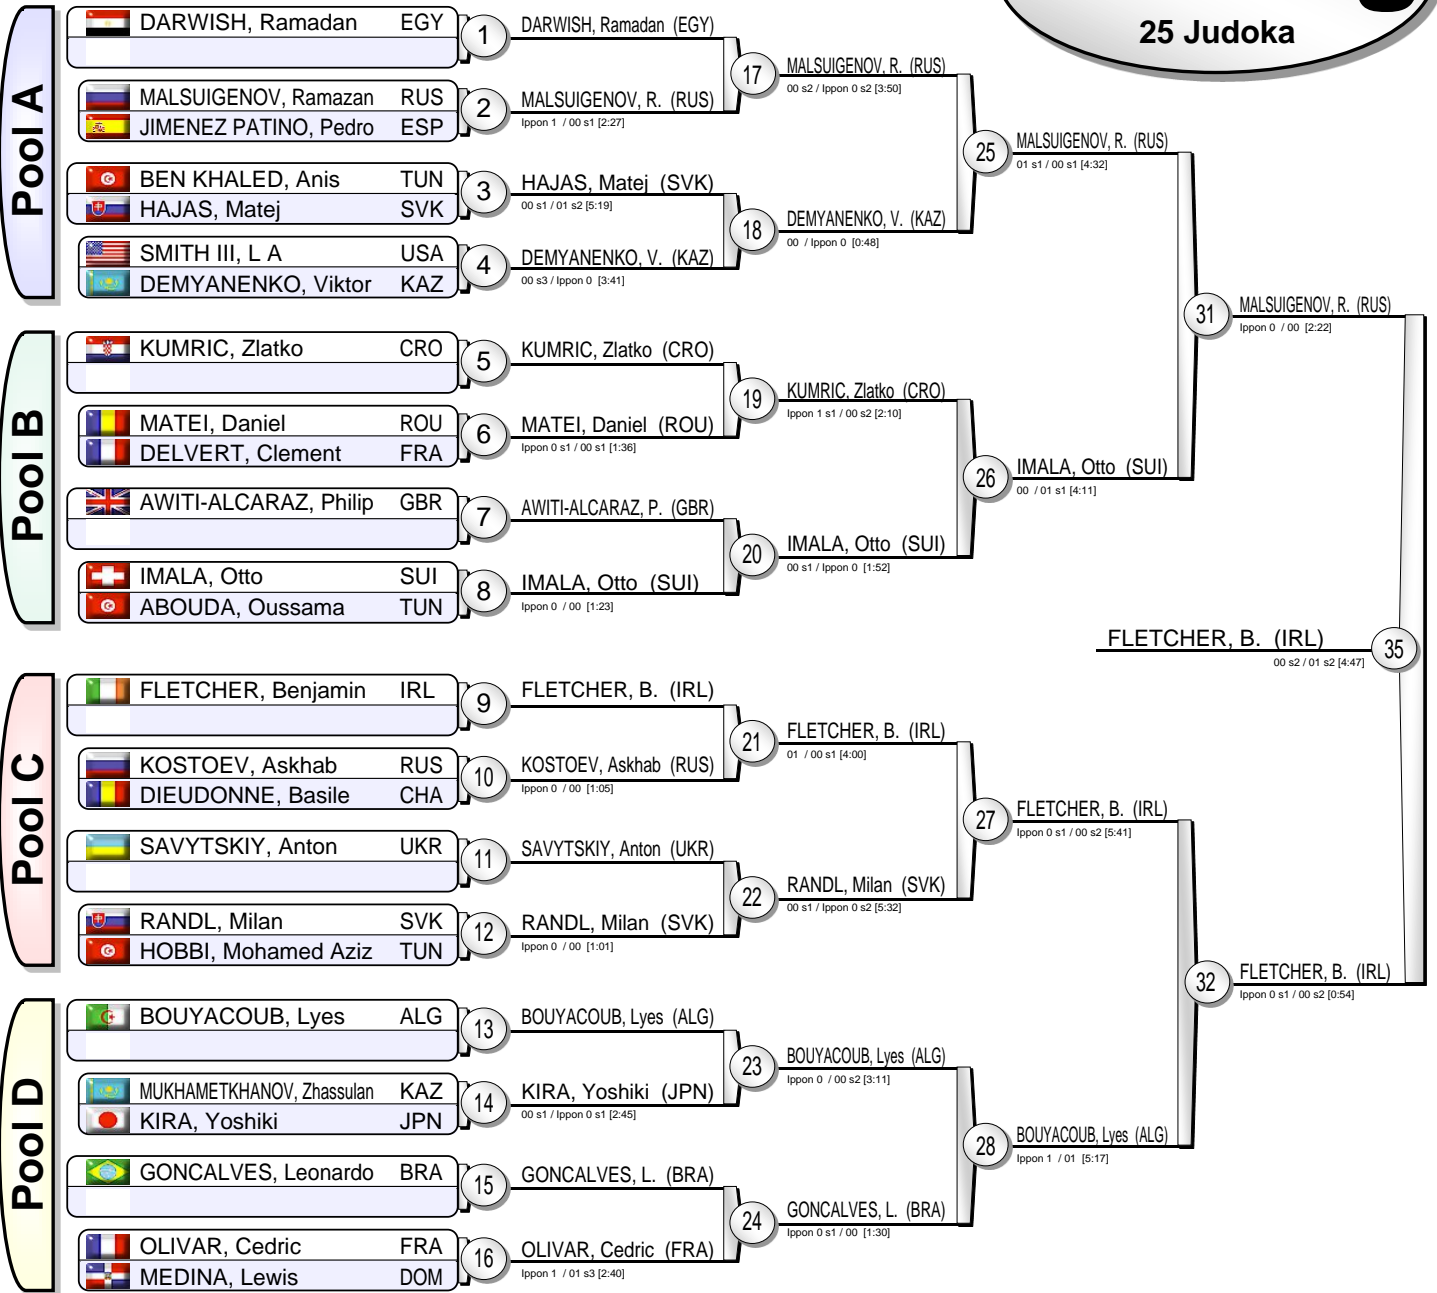 25 Judoka
Pool A
DARWISH, Ramadan EGY
MALSUIGENOV, Ramazan RUS
JIMENEZ PATINO, Pedro ESP
BEN KHALED, Anis TUN
HAJAS, Matej SVK
SMITH III, L A USA
DEMYANENKO, Viktor KAZ
Pool B
KUMRIC, Zlatko CRO
MATEI, Daniel ROU
DELVERT, Clement FRA
AWITI-ALCARAZ, Philip GBR
IMALA, Otto SUI
ABOUDA, Oussama TUN
Pool C
FLETCHER, Benjamin IRL
KOSTOEV, Askhab RUS
DIEUDONNE, Basile CHA
SAVYTSKIY, Anton UKR
RANDL, Milan SVK
HOBBI, Mohamed Aziz TUN
Pool D
BOUYACOUB, Lyes ALG
MUKHAMETKHANOV, Zhassulan KAZ
KIRA, Yoshiki JPN
GONCALVES, Leonardo BRA
OLIVAR, Cedric FRA
MEDINA, Lewis DOM
1 DARWISH, Ramadan (EGY)
2 MALSUIGENOV, R. (RUS)
Ippon 1 / 00 s1 [2:27]
3 HAJAS, Matej (SVK)
00 s1 / 01 s2 [5:19]
4 DEMYANENKO, V. (KAZ)
00 s3 / Ippon 0 [3:41]
5 KUMRIC, Zlatko (CRO)
6 MATEI, Daniel (ROU)
Ippon 0 s1 / 00 s1 [1:36]
7 AWITI-ALCARAZ, P. (GBR)
8 IMALA, Otto (SUI)
Ippon 0 / 00 [1:23]
9 FLETCHER, B. (IRL)
10 KOSTOEV, Askhab (RUS)
Ippon 0 / 00 [1:05]
11 SAVYTSKIY, Anton (UKR)
12 RANDL, Milan (SVK)
Ippon 0 / 00 [1:01]
13 BOUYACOUB, Lyes (ALG)
14 KIRA, Yoshiki (JPN)
00 s1 / Ippon 0 s1 [2:45]
15 GONCALVES, L. (BRA)
16 OLIVAR, Cedric (FRA)
Ippon 1 / 01 s3 [2:40]
17 MALSUIGENOV, R. (RUS)
00 s2 / Ippon 0 s2 [3:50]
18 DEMYANENKO, V. (KAZ)
00 / Ippon 0 [0:48]
19 KUMRIC, Zlatko (CRO)
Ippon 1 s1 / 00 s2 [2:10]
20 IMALA, Otto (SUI)
00 s1 / Ippon 0 [1:52]
21 FLETCHER, B. (IRL)
01 / 00 s1 [4:00]
22 RANDL, Milan (SVK)
00 s1 / Ippon 0 s2 [5:32]
23 BOUYACOUB, Lyes (ALG)
Ippon 0 / 00 s2 [3:11]
24 GONCALVES, L. (BRA)
Ippon 0 s1 / 00 [1:30]
25 MALSUIGENOV, R. (RUS)
01 s1 / 00 s1 [4:32]
26 IMALA, Otto (SUI)
00 / 01 s1 [4:11]
27 FLETCHER, B. (IRL)
Ippon 0 s1 / 00 s2 [5:41]
28 BOUYACOUB, Lyes (ALG)
Ippon 1 / 01 [5:17]
31 MALSUIGENOV, R. (RUS)
Ippon 0 / 00 [2:22]
32 FLETCHER, B. (IRL)
Ippon 0 s1 / 00 s2 [0:54]
FLETCHER, B. (IRL) 35
00 s2 / 01 s2 [4:47]